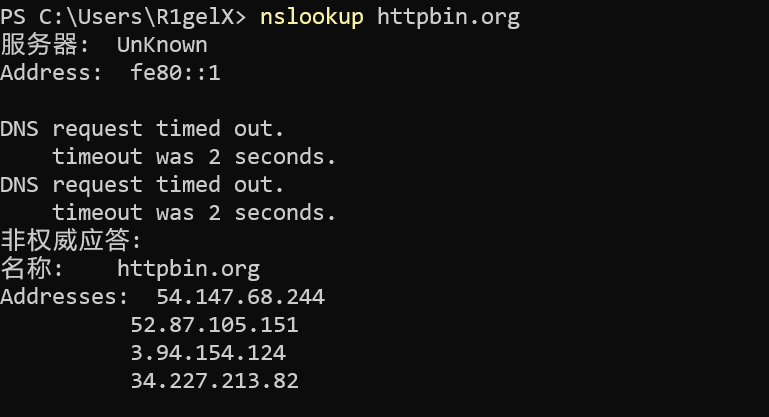 PS C:\Users\R1gelX> nslookup httpbin.org
服务器:  UnKnown
Address:  fe80::1

DNS request timed out.
    timeout was 2 seconds.
DNS request timed out.
    timeout was 2 seconds.
非权威应答:
名称:    httpbin.org
Addresses:  54.147.68.244
          52.87.105.151
          3.94.154.124
          34.227.213.82